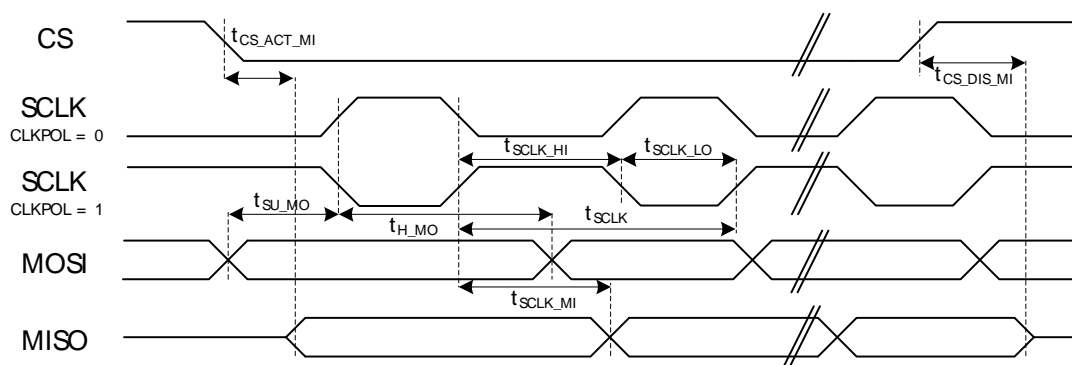 CS
tCS_ACT_MI
tCS_DIS_MI
SCLK
CLKPOL = 0
tSCLK_HI
tSCLK_LO
SCLK
CLKPOL = 1
tSU_MO
tSCLK
tH_MO
MOSI
tSCLK_MI
MISO